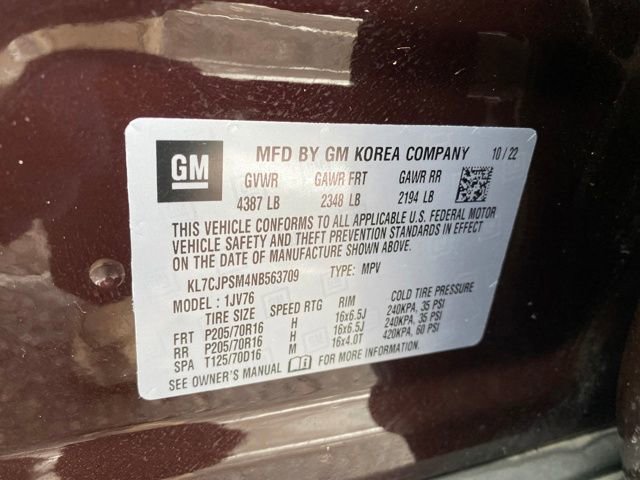 GM MFD BY GM KOREA COMPANY 10/22
GVWR GAWR FRT GAWR RR
4387 LB 2348 LB 2194 LB
THIS VEHICLE CONFORMS TO ALL APPLICABLE U.S. FEDERAL MOTOR
VEHICLE SAFETY AND THEFT PREVENTION STANDARDS IN EFFECT
ON THE DATE OF MANUFACTURE SHOWN ABOVE.
KL7CJPSM4NB563709 TYPE: MPV
MODEL: 1JV76
TIRE SIZE SPEED RTG RIM COLD TIRE PRESSURE
FRT P205/70R16 H 16x6.5J 240KPA, 35 PSI
RR P205/70R16 H 16x6.5J 240KPA, 35 PSI
SPA T125/70D16 M 16x4.0T 420KPA, 60 PSI
SEE OWNER'S MANUAL FOR MORE INFORMATION